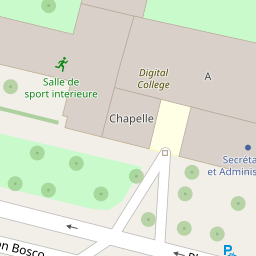 Digital
College
A
Salle de
sport interieure
Chapelle
Secréta
et Adminis
on Bosco